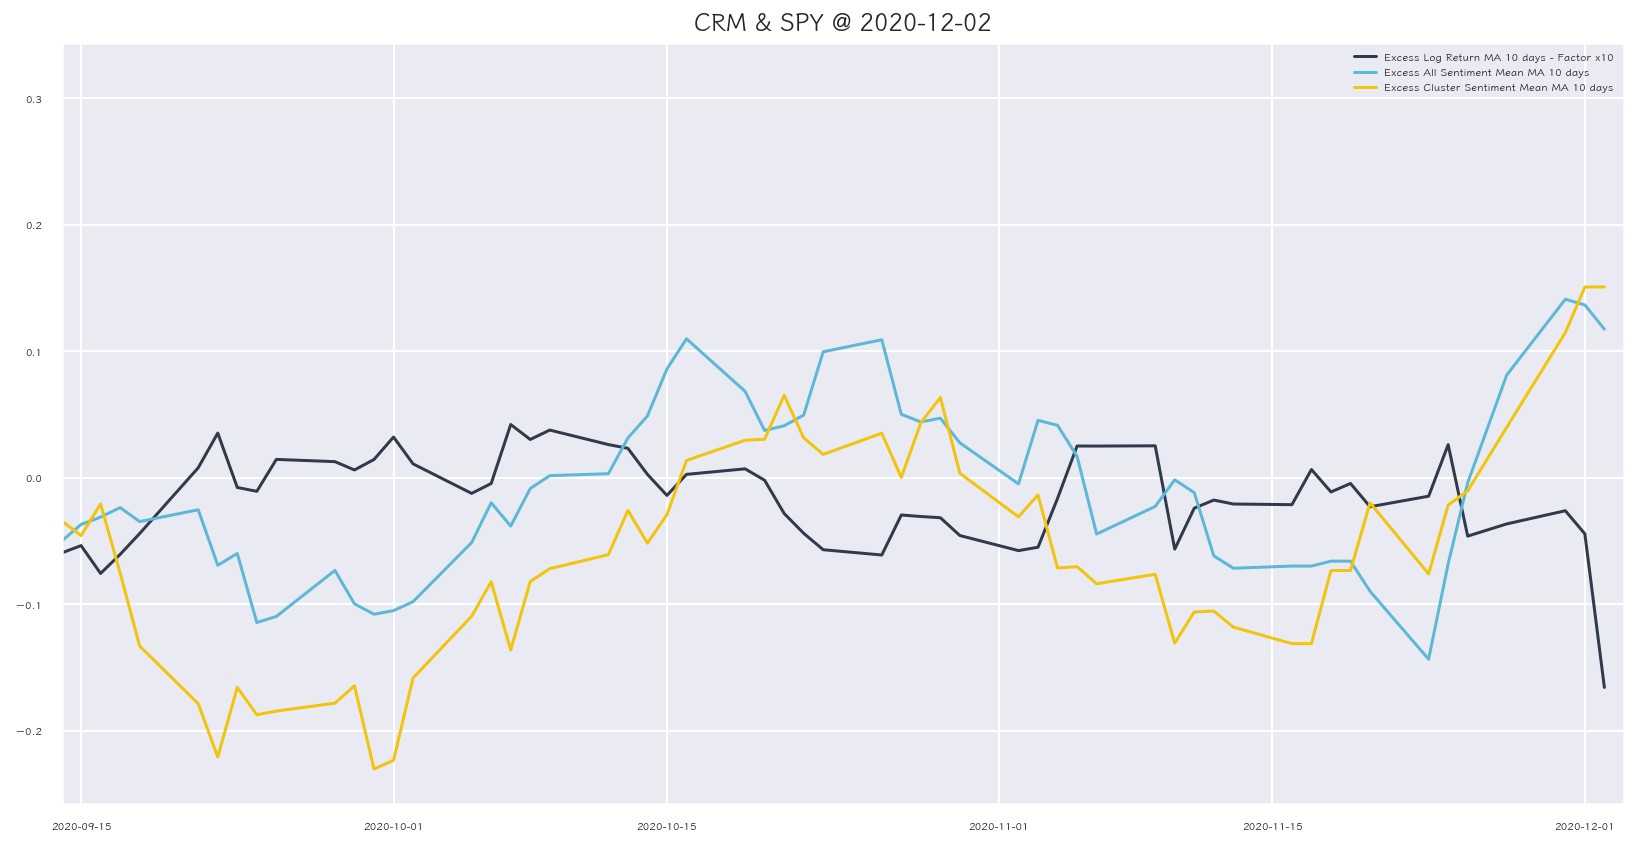 CRM & SPY @ 2020-12-02
Excess Log Return MA 10 days - Factor x10
Excess All Sentiment Mean MA 10 days
Excess Cluster Sentiment Mean MA 10 days
0.3
0.2
0.1
0.0
−0.1
−0.2
2020-09-15 2020-10-01 2020-10-15 2020-11-01 2020-11-15 2020-12-01